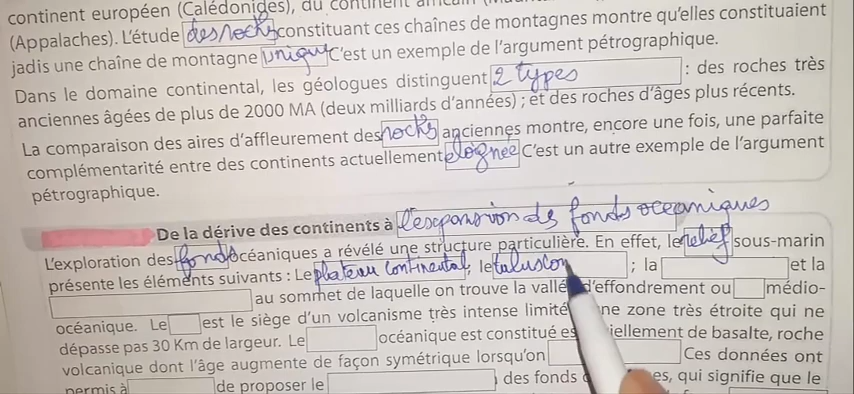 continent européen (Calédonides), du continent
(Appalaches). L'étude des rocks constituant ces chaînes de montagnes montre qu'elles constituaient
jadis une chaîne de montagne unique C'est un exemple de l'argument pétrographique.
Dans le domaine continental, les géologues distinguent 2 types : des roches très
anciennes âgées de plus de 2000 MA (deux milliards d'années) ; et des roches d'âges plus récents.
La comparaison des aires d'affleurement des rocks anciennes montre, encore une fois, une parfaite
complémentarité entre des continents actuellement eloignée C'est un autre exemple de l'argument
pétrographique.
De la dérive des continents à l'expansion des fonds oceaniques
L'exploration des fonds océaniques a révélé une structure particulière. En effet, le relief sous-marin
présente les éléments suivants : Le plateau continental, le talus con ; la et la
au sommet de laquelle on trouve la vallée d'effondrement ou médio-
océanique. Le est le siège d'un volcanisme très intense limité une zone très étroite qui ne
dépasse pas 30 Km de largeur. Le océanique est constitué essentiellement de basalte, roche
volcanique dont l'âge augmente de façon symétrique lorsqu'on Ces données ont
permis à de proposer le des fonds es, qui signifie que le